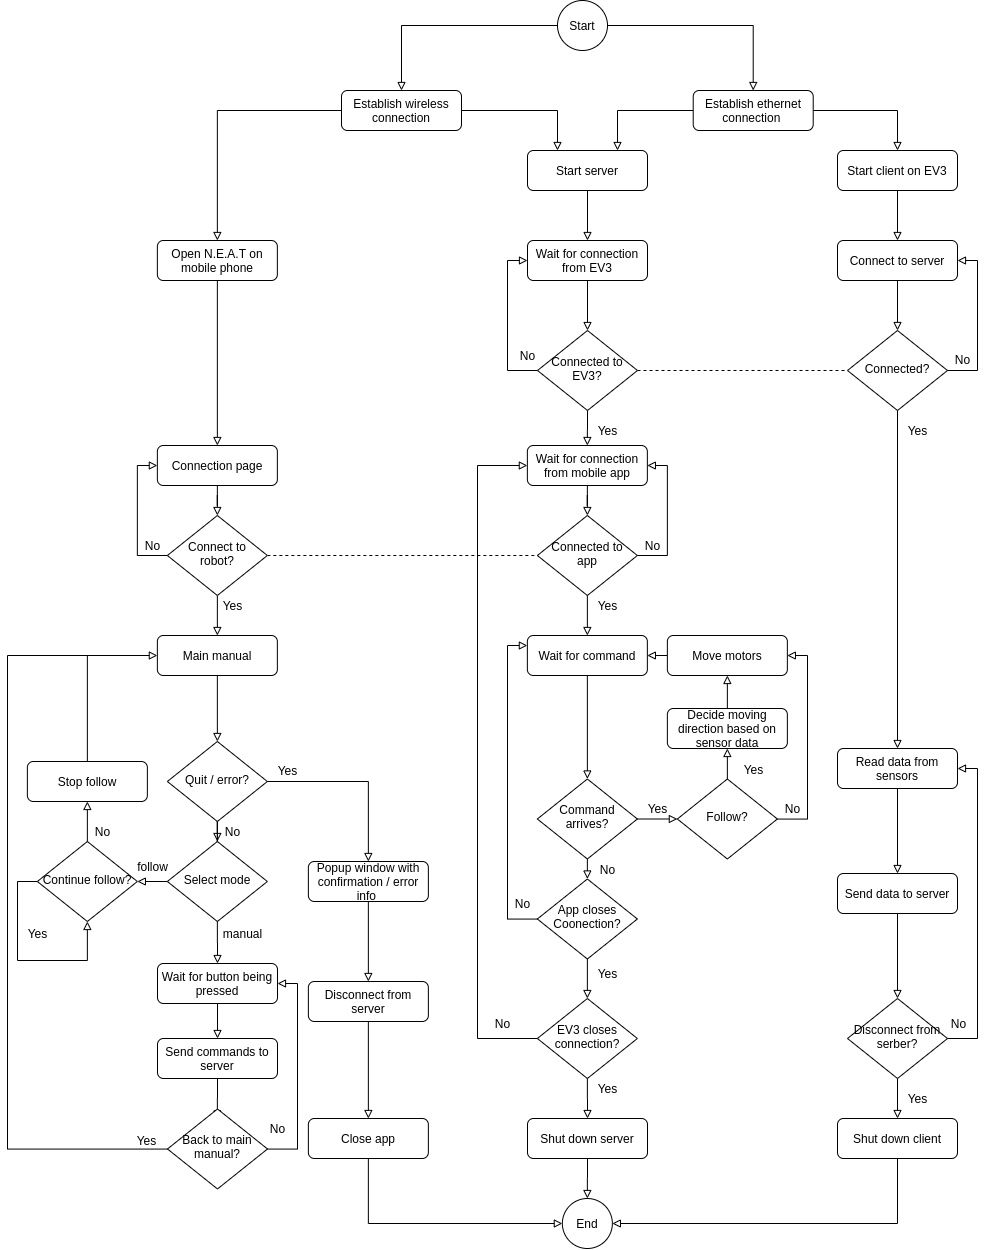 Start
Establish wireless
connection
Establish ethernet
connection
Start server
Start client on EV3
Open N.E.A.T on
mobile phone
Wait for connection
from EV3
Connect to server
No
Connected to
EV3?
Connected?
No
Yes
Yes
Connection page
Wait for connection
from mobile app
No
Connect to
robot?
Connected to
app
No
Yes
Yes
Main manual
Wait for command
Move motors
Decide moving
direction based on
sensor data
Read data from
sensors
Stop follow
Quit / error?
Yes
Yes
Command
arrives?
Yes
Follow?
No
No
No
follow
Continue follow?
Select mode
Popup window with
confirmation / error
info
No
Send data to server
No
App closes
Coonection?
Yes
manual
Wait for button being
pressed
Yes
Disconnect from
server
No
EV3 closes
connection?
Disconnect from
serber?
No
Send commands to
server
Yes
Yes
Yes
Back to main
manual?
No
Close app
Shut down server
Shut down client
End